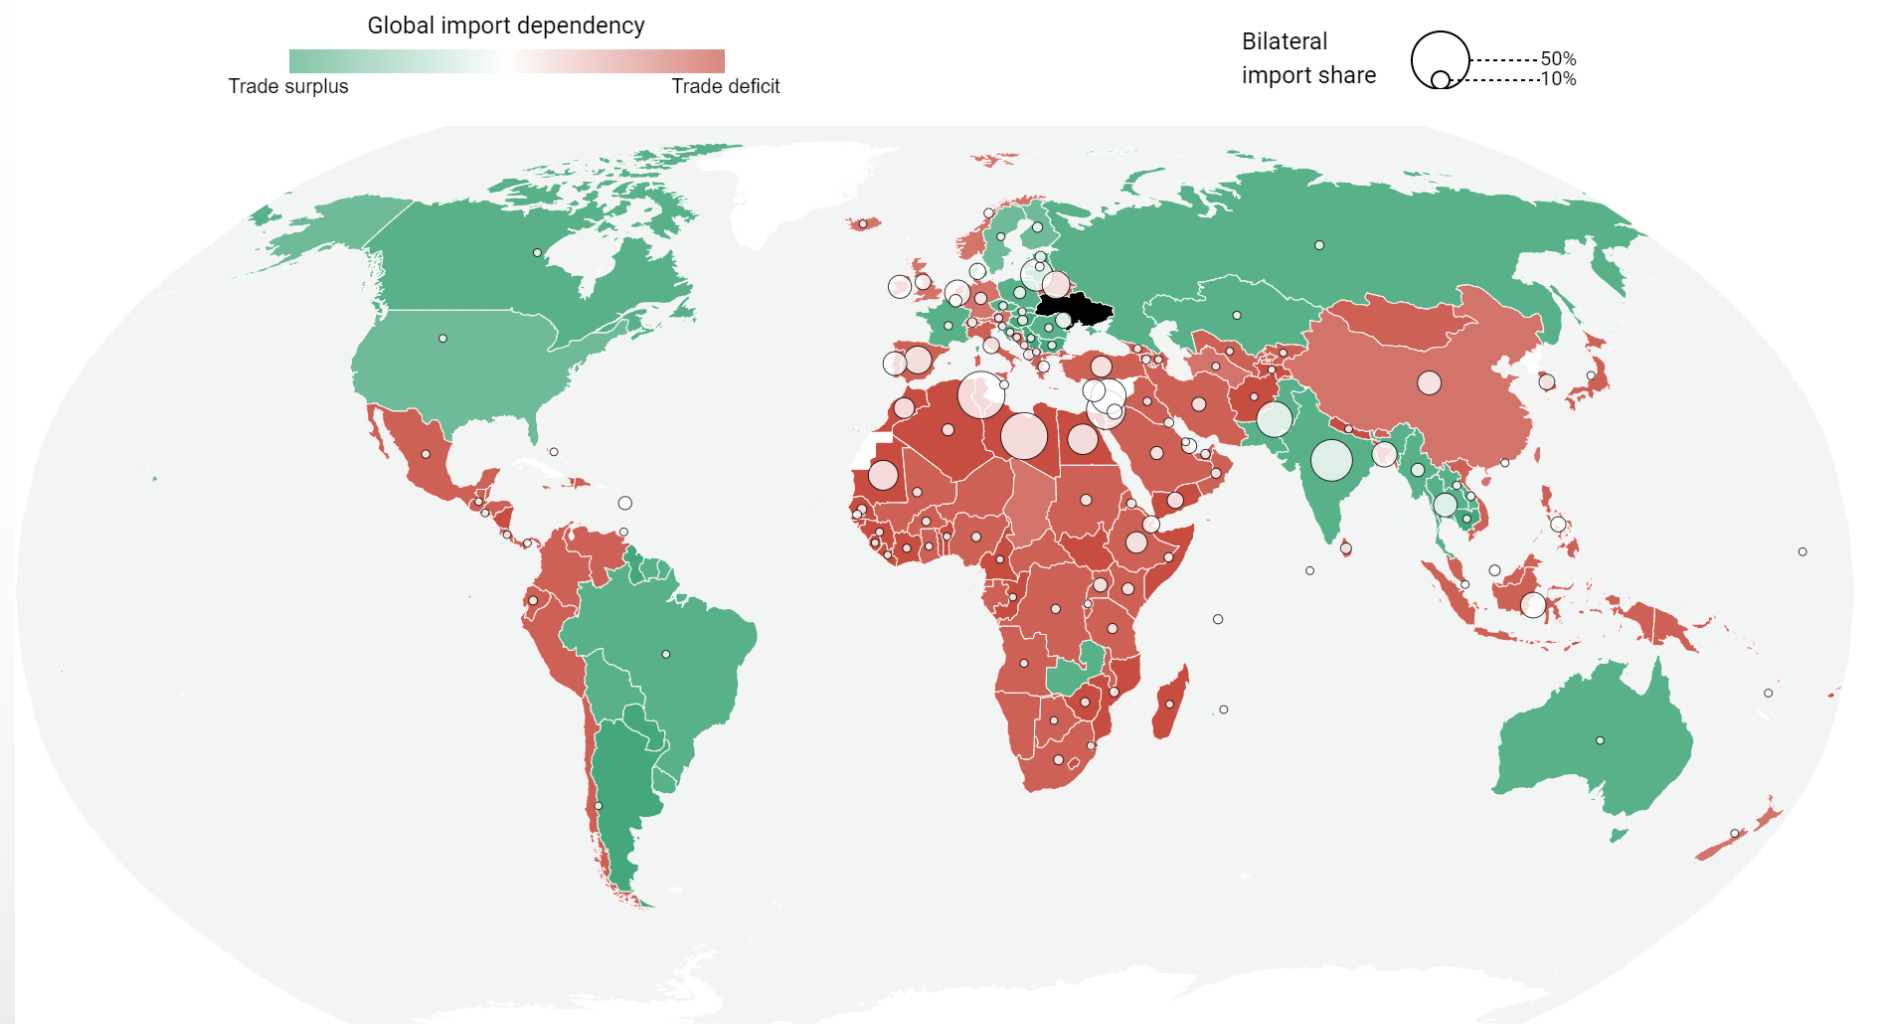 Global import dependency
Trade surplus
Trade deficit
Bilateral
import share
50%
10%